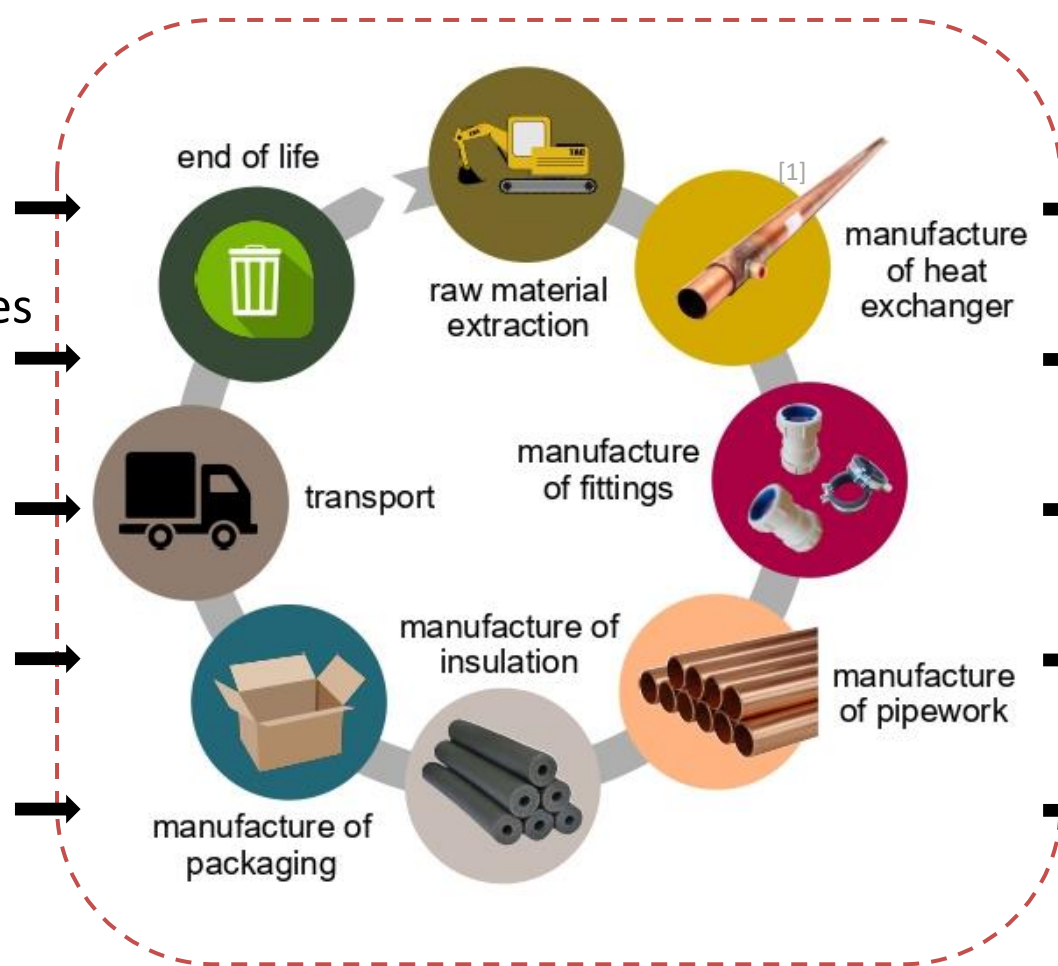 end of life
[1]
manufacture
of heat
exchanger
raw material
extraction
es
manufacture
of fittings
transport
manufacture of
insulation
manufacture
of pipework
manufacture of
packaging